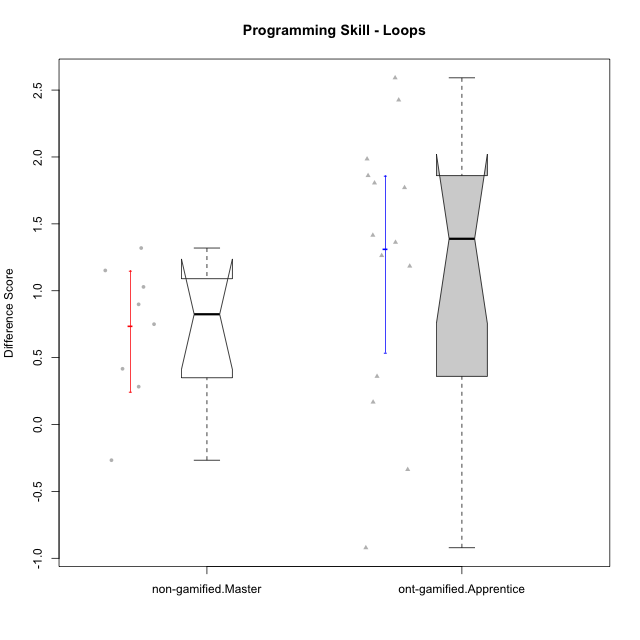 Programming Skill - Loops
Difference Score
2.5
2.0
1.5
1.0
0.5
0.0
-0.5
-1.0
non-gamified.Master
ont-gamified.Apprentice